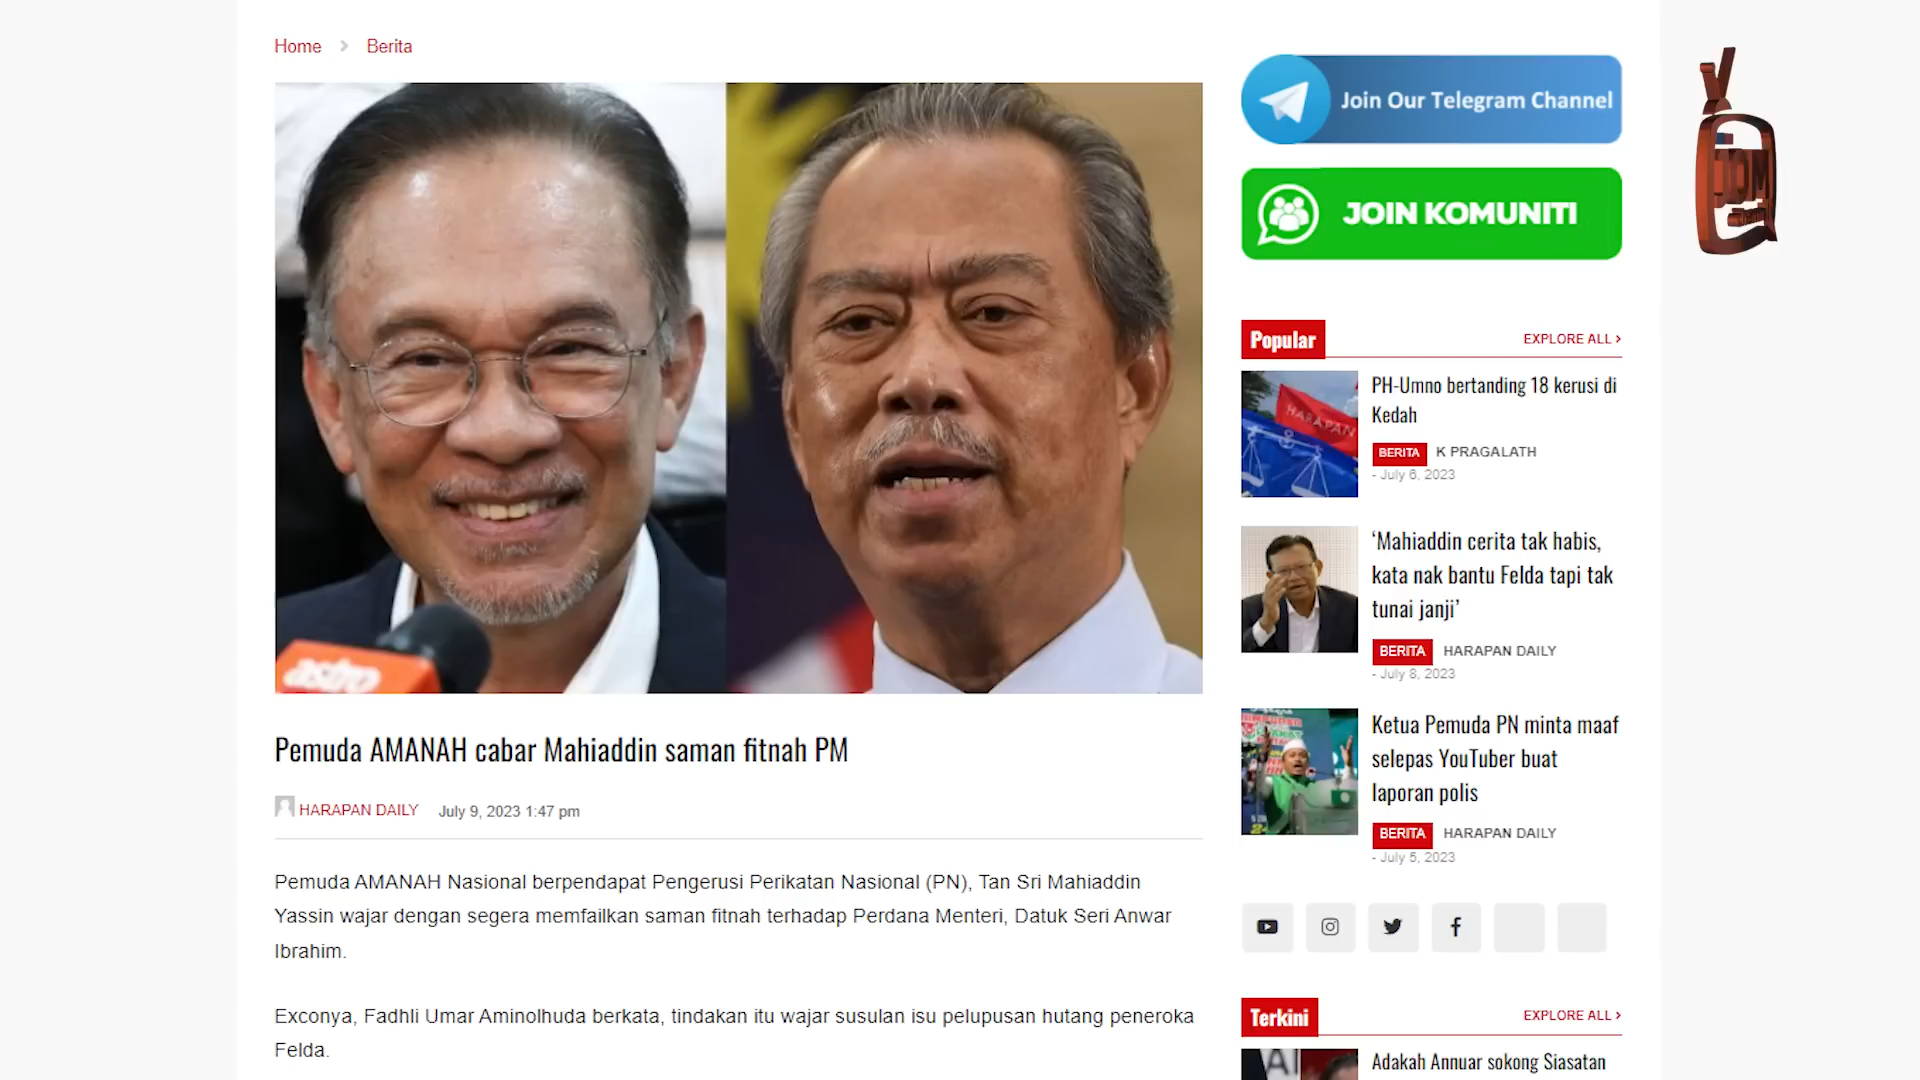 Home > Berita
astro
Pemuda AMANAH cabar Mahiaddin saman fitnah PM
HARAPAN DAILY July 9, 2023 1:47 pm
Pemuda AMANAH Nasional berpendapat Pengerusi Perikatan Nasional (PN), Tan Sri Mahiaddin
Yassin wajar dengan segera memfailkan saman fitnah terhadap Perdana Menteri, Datuk Seri Anwar
Ibrahim.
Exconya, Fadhli Umar Aminolhuda berkata, tindakan itu wajar susulan isu pelupusan hutang peneroka
Felda.
Join Our Telegram Channel
JOIN KOMUNITI
Popular
EXPLORE ALL >
HARAPAN
PH-Umno bertanding 18 kerusi di
Kedah
BERITA K PRAGALATH
- July 6, 2023
‘Mahiaddin cerita tak habis,
kata nak bantu Felda tapi tak
tunai janji’
BERITA HARAPAN DAILY
- July 8, 2023
Ketua Pemuda PN minta maaf
selepas YouTuber buat
laporan polis
BERITA HARAPAN DAILY
- July 5, 2023
Terkini
EXPLORE ALL >
Adakah Annuar sokong Siasatan